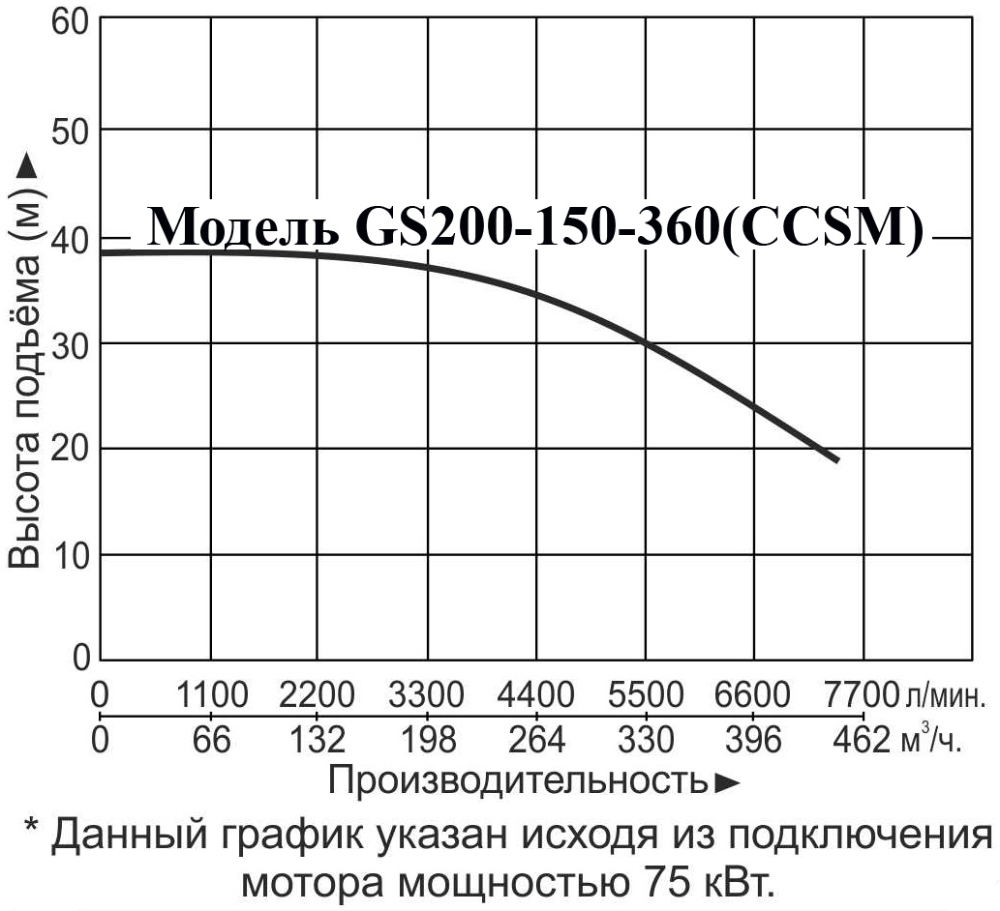 60
50
Модель GS200-150-360(CCSM)
40
30
20
10
0
Высота подъёма (м)►
0 1100 2200 3300 4400 5500 6600 7700 л/мин.
0 66 132 198 264 330 396 462 м³/ч.
Производительность►
* Данный график указан исходя из подключения
мотора мощностью 75 кВт.